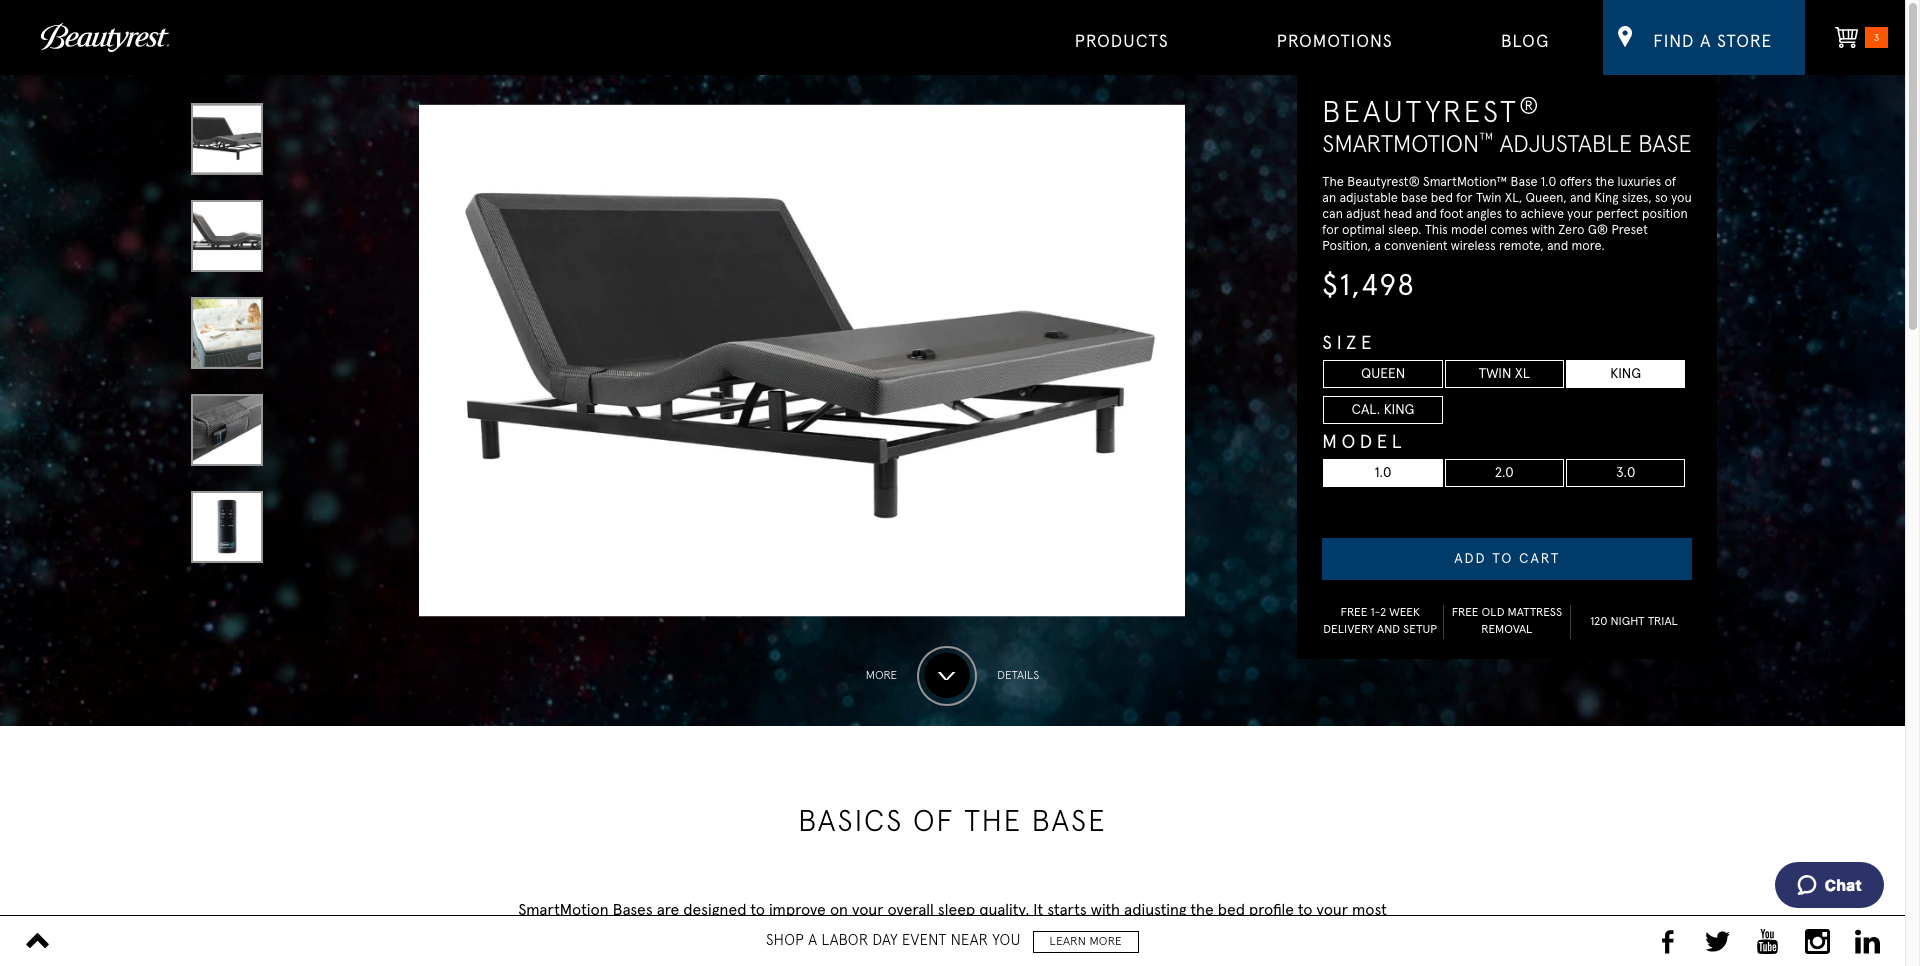 Beautyrest
PRODUCTS
PROMOTIONS
BLOG
FIND A STORE
3
BEAUTYREST®
SMARTMOTION™ ADJUSTABLE BASE
The Beautyrest® SmartMotion™ Base 1.0 offers the luxuries of
an adjustable base bed for Twin XL, Queen, and King sizes, so you
can adjust head and foot angles to achieve your perfect position
for optimal sleep. This model comes with Zero G® Preset
Position, a convenient wireless remote, and more.
$1,498
SIZE
QUEEN
TWIN XL
KING
CAL. KING
MODEL
1.0
2.0
3.0
ADD TO CART
FREE 1-2 WEEK
DELIVERY AND SETUP
FREE OLD MATTRESS
REMOVAL
120 NIGHT TRIAL
MORE
DETAILS
BASICS OF THE BASE
SmartMotion Bases are designed to improve on your overall sleep quality. It starts with adjusting the bed profile to your most
Chat
SHOP A LABOR DAY EVENT NEAR YOU
LEARN MORE
You
Tube